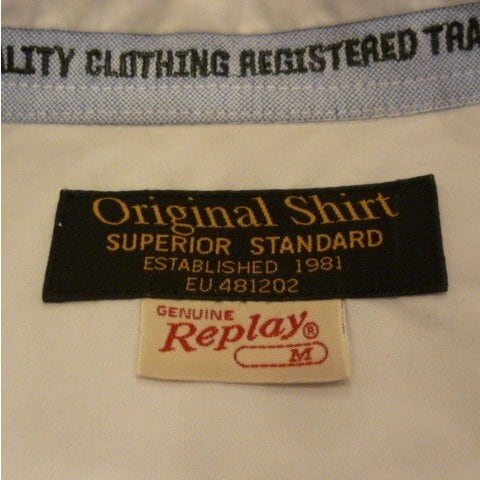 ALITY CLOTHING REGISTERED TRA
Original Shirt
SUPERIOR STANDARD
ESTABLISHED 1981
EU.481202
GENUINE
Replay®
M